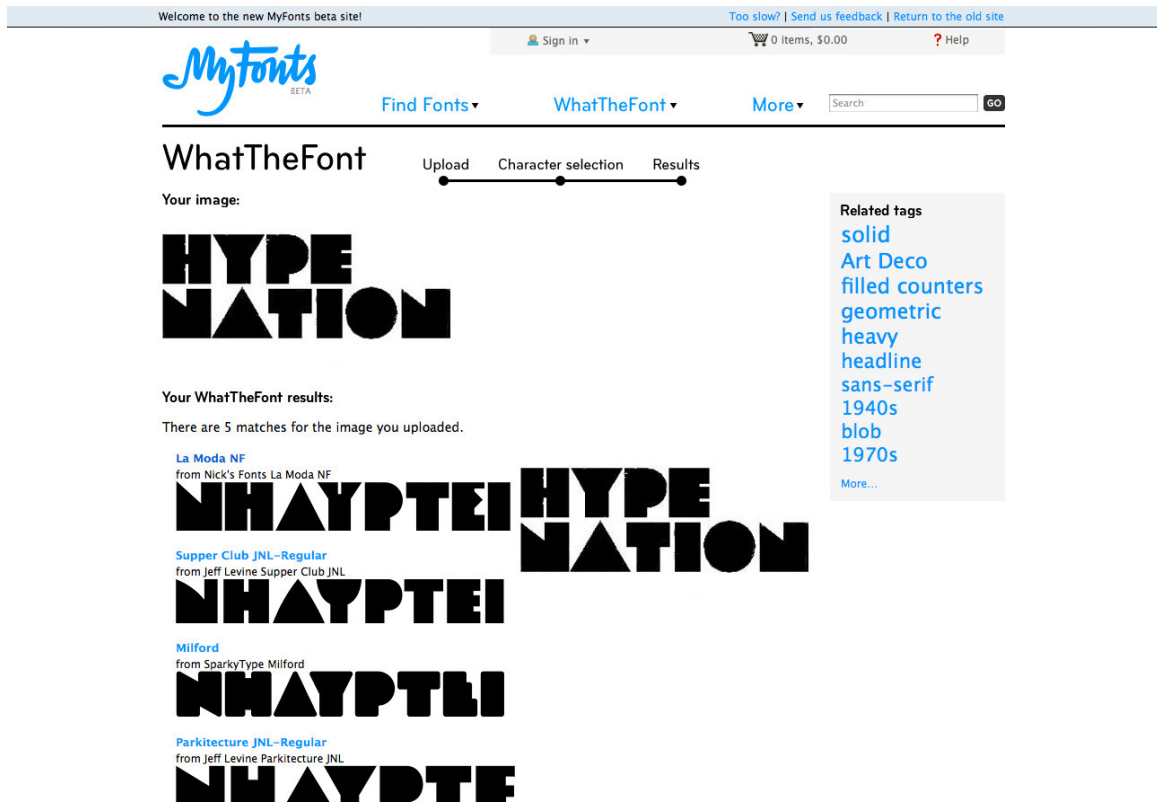 Welcome to the new MyFonts beta site!
Too slow? | Send us feedback | Return to the old site
MyFonts
BETA
Sign in ▾
0 items, $0.00
? Help
Find Fonts ▾
WhatTheFont ▾
More ▾
Search
GO
WhatTheFont
Upload
Character selection
Results
Your image:
HYPE
NATION
Your WhatTheFont results:
There are 5 matches for the image you uploaded.
La Moda NF
from Nick's Fonts La Moda NF
NHAYPTEI
HYPE
NATION
Supper Club JNL-Regular
from Jeff Levine Supper Club JNL
NHAYPTEI
Milford
from SparkyType Milford
NHAYPTEI
Parkitecture JNL-Regular
from Jeff Levine Parkitecture JNL
NHAYPTE
Related tags
solid
Art Deco
filled counters
geometric
heavy
headline
sans-serif
1940s
blob
1970s
More...